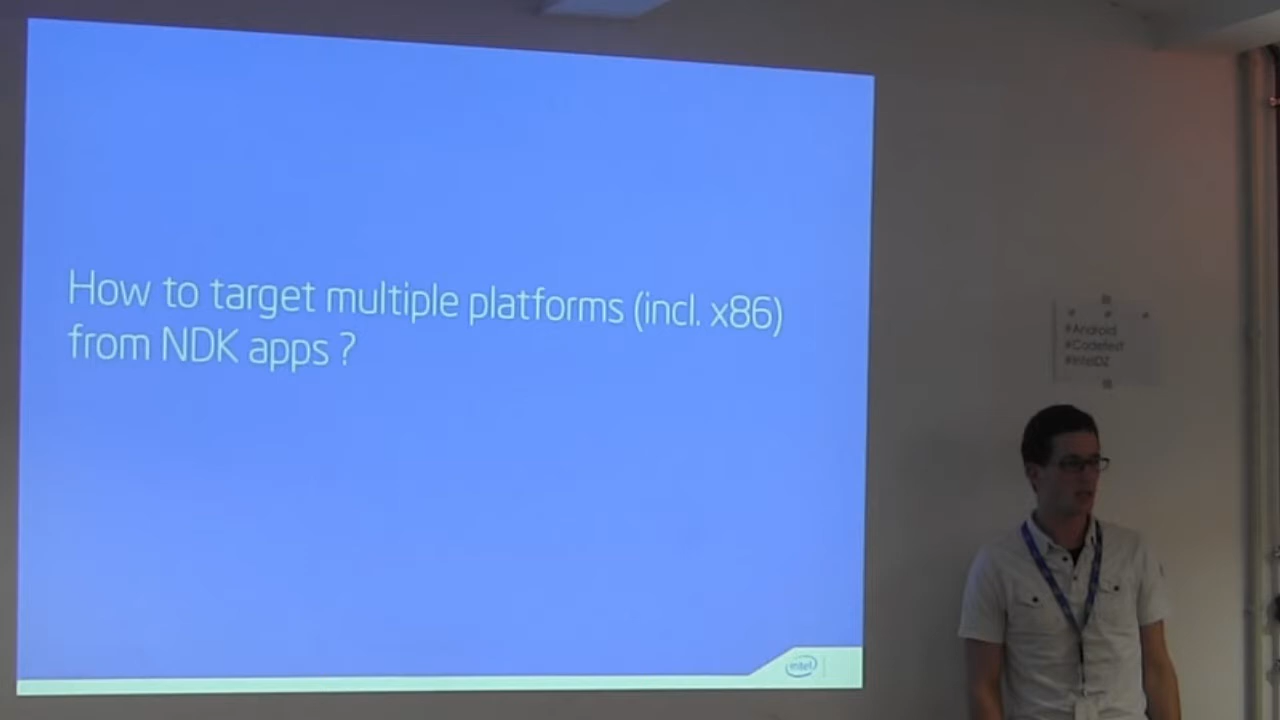 How to target multiple platforms (incl. x86)
from NDK apps ?
intel
#Android
#Codefest
#IntelDZ